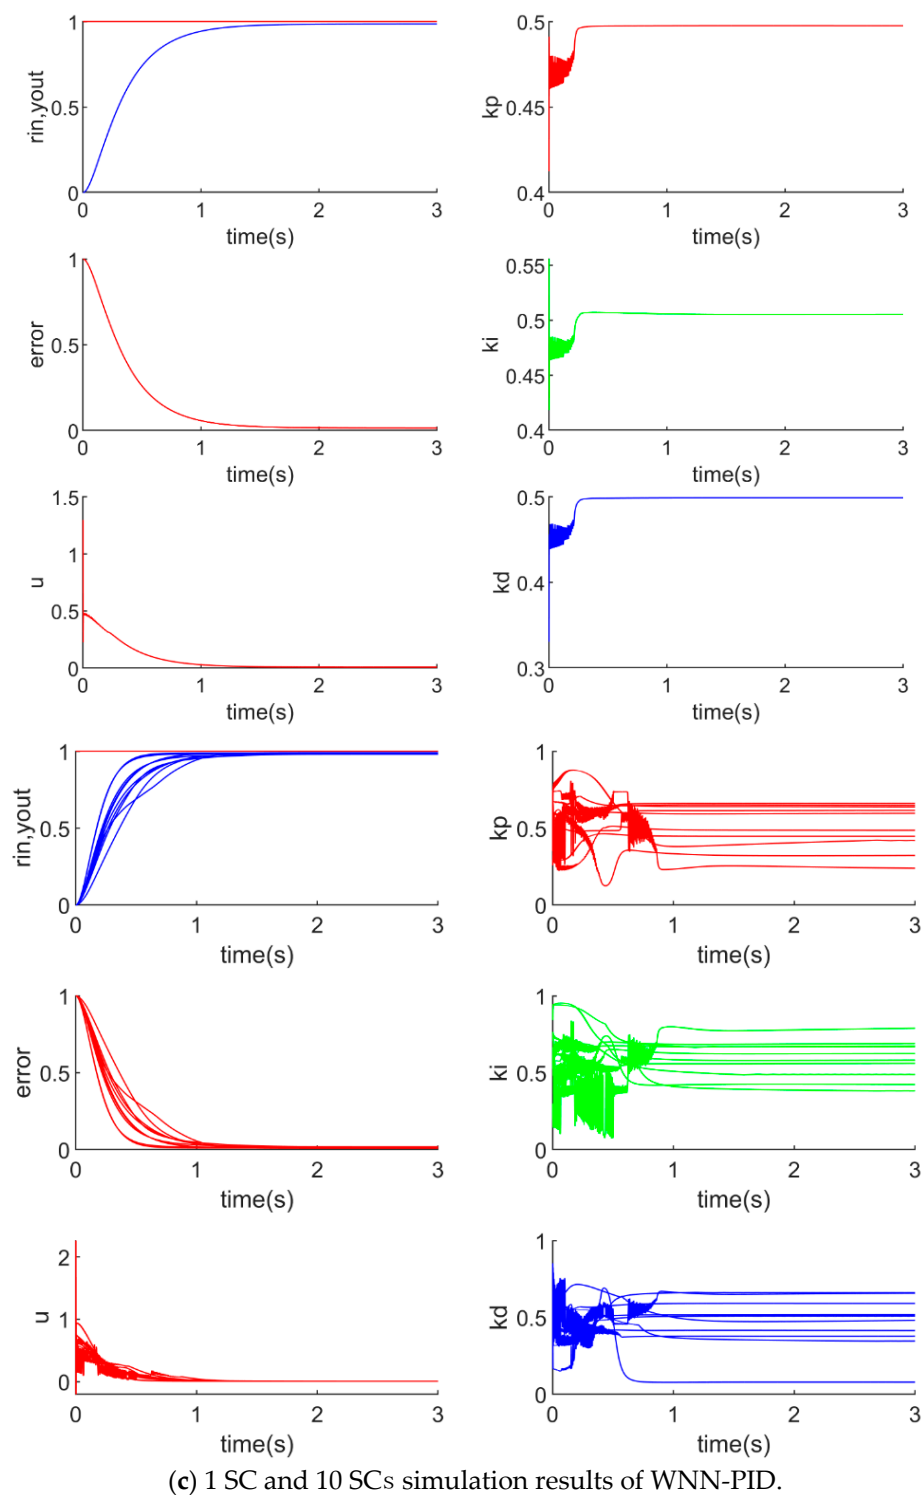 1
0.5
0
rin,yout
0 1 2 3
time(s)
0.5
0.45
0.4
kp
0 1 2 3
time(s)
1
0.5
0
error
0 1 2 3
time(s)
0.55
0.5
0.45
0.4
ki
0 1 2 3
time(s)
1.5
1
0.5
0
u
0 1 2 3
time(s)
0.5
0.4
0.3
kd
0 1 2 3
time(s)
1
0.5
0
rin,yout
0 1 2 3
time(s)
1
0.5
0
kp
0 1 2 3
time(s)
1
0.5
0
error
0 1 2 3
time(s)
1
0.5
0
ki
0 1 2 3
time(s)
2
1
0
u
0 1 2 3
time(s)
1
0.5
0
kd
0 1 2 3
time(s)
(c) 1 SC and 10 SCs simulation results of WNN-PID.